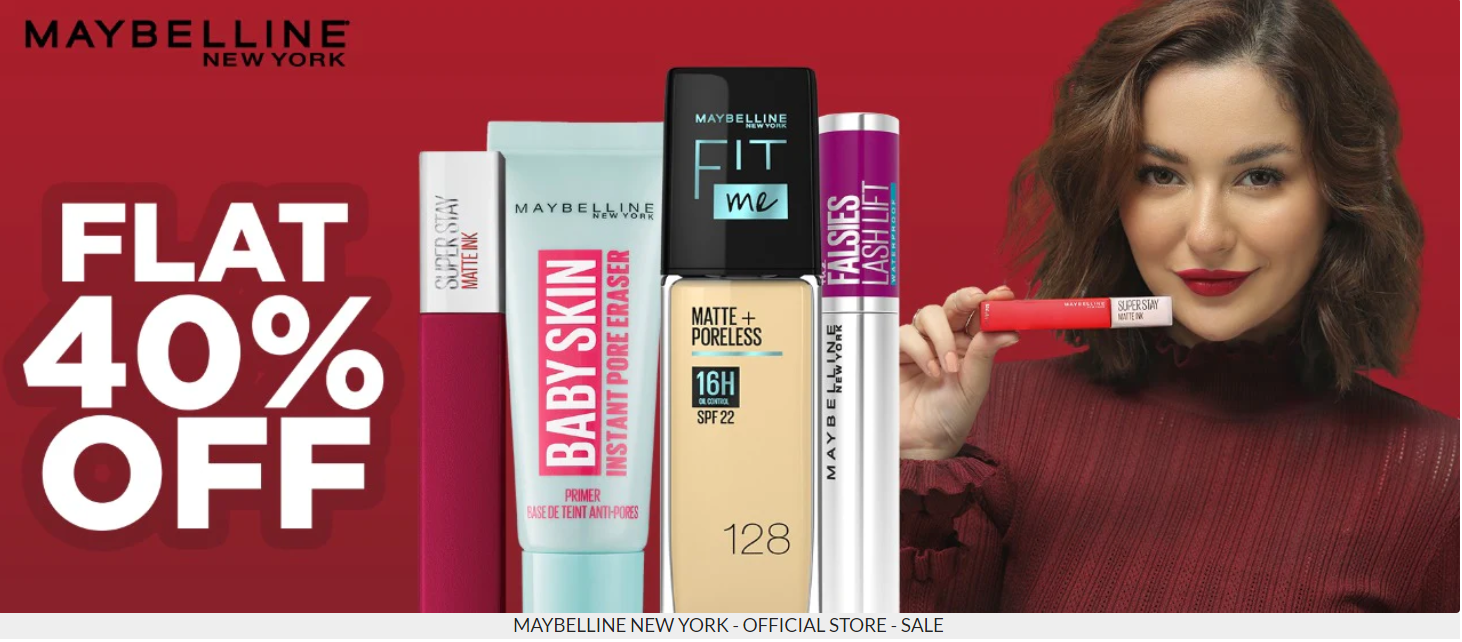 MAYBELLINE
NEW YORK
FLAT
40%
OFF
SUPER STAY
MATTE INK
MAYBELLINE
NEW YORK
BABY SKIN
INSTANT PORE ERASER
PRIMER
BASE DE TEINT ANTI-PORES
MAYBELLINE
NEW YORK
FIT
me
MATTE +
PORELESS
16H
OIL CONTROL
SPF 22
128
FALSIES
LASH LIFT
WATERPROOF
MAYBELLINE
NEW YORK
MAYBELLINE
SUPER STAY
MATTE INK
MAYBELLINE NEW YORK - OFFICIAL STORE - SALE